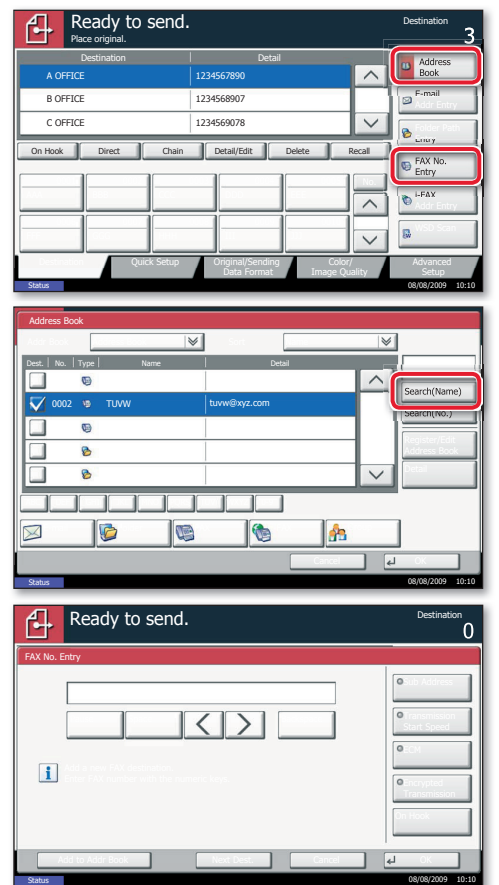 Ready to send.
Place original.
Destination
3
Destination Detail
A OFFICE 1234567890
B OFFICE 1234568907
C OFFICE 1234569078
On Hook Direct Chain Detail/Edit Delete Recall
No.
Address
Book
E-mail
Addr Entry
Folder Path
Entry
FAX No.
Entry
i-FAX
Addr Entry
WSD Scan
Destination Quick Setup Original/Sending
Data Format Color/
Image Quality Advanced
Setup
Status 08/08/2009 10:10
Address Book
Dest. No. Type Name Detail
0002 TUVW tuvw@xyz.com
Search(Name)
Search(No.)
Register/Edit
Address Book
Detail
Cancel OK
Status 08/08/2009 10:10
Ready to send.
Destination
0
FAX No. Entry
Sub Address
Transmission
Start Speed
ECM
Encrypted
Transmission
On Hook
Add to Addr Book Next Dest. Cancel OK
Status 08/08/2009 10:10